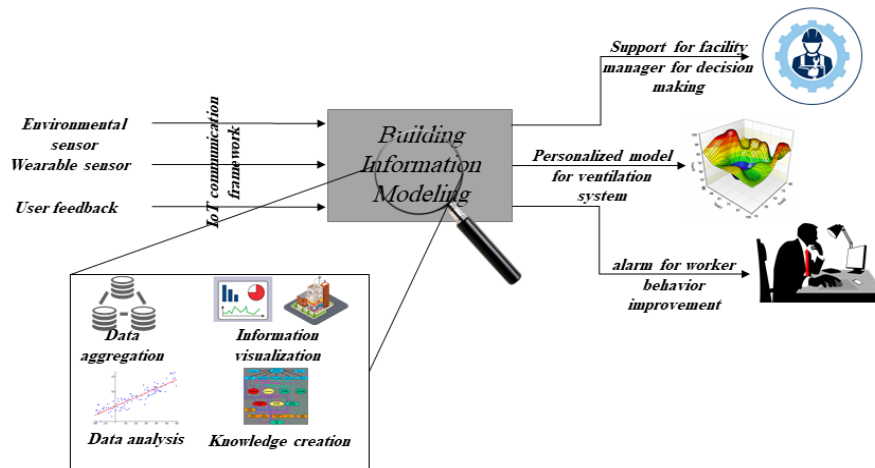 Support for facility
manager for decision
making
Environmental
sensor
Wearable sensor
User feedback
IoT communication
framework
Building
Information
Modeling
Personalized model
for ventilation
system
alarm for worker
behavior
improvement
Data
aggregation
Information
visualization
Data analysis
Knowledge creation